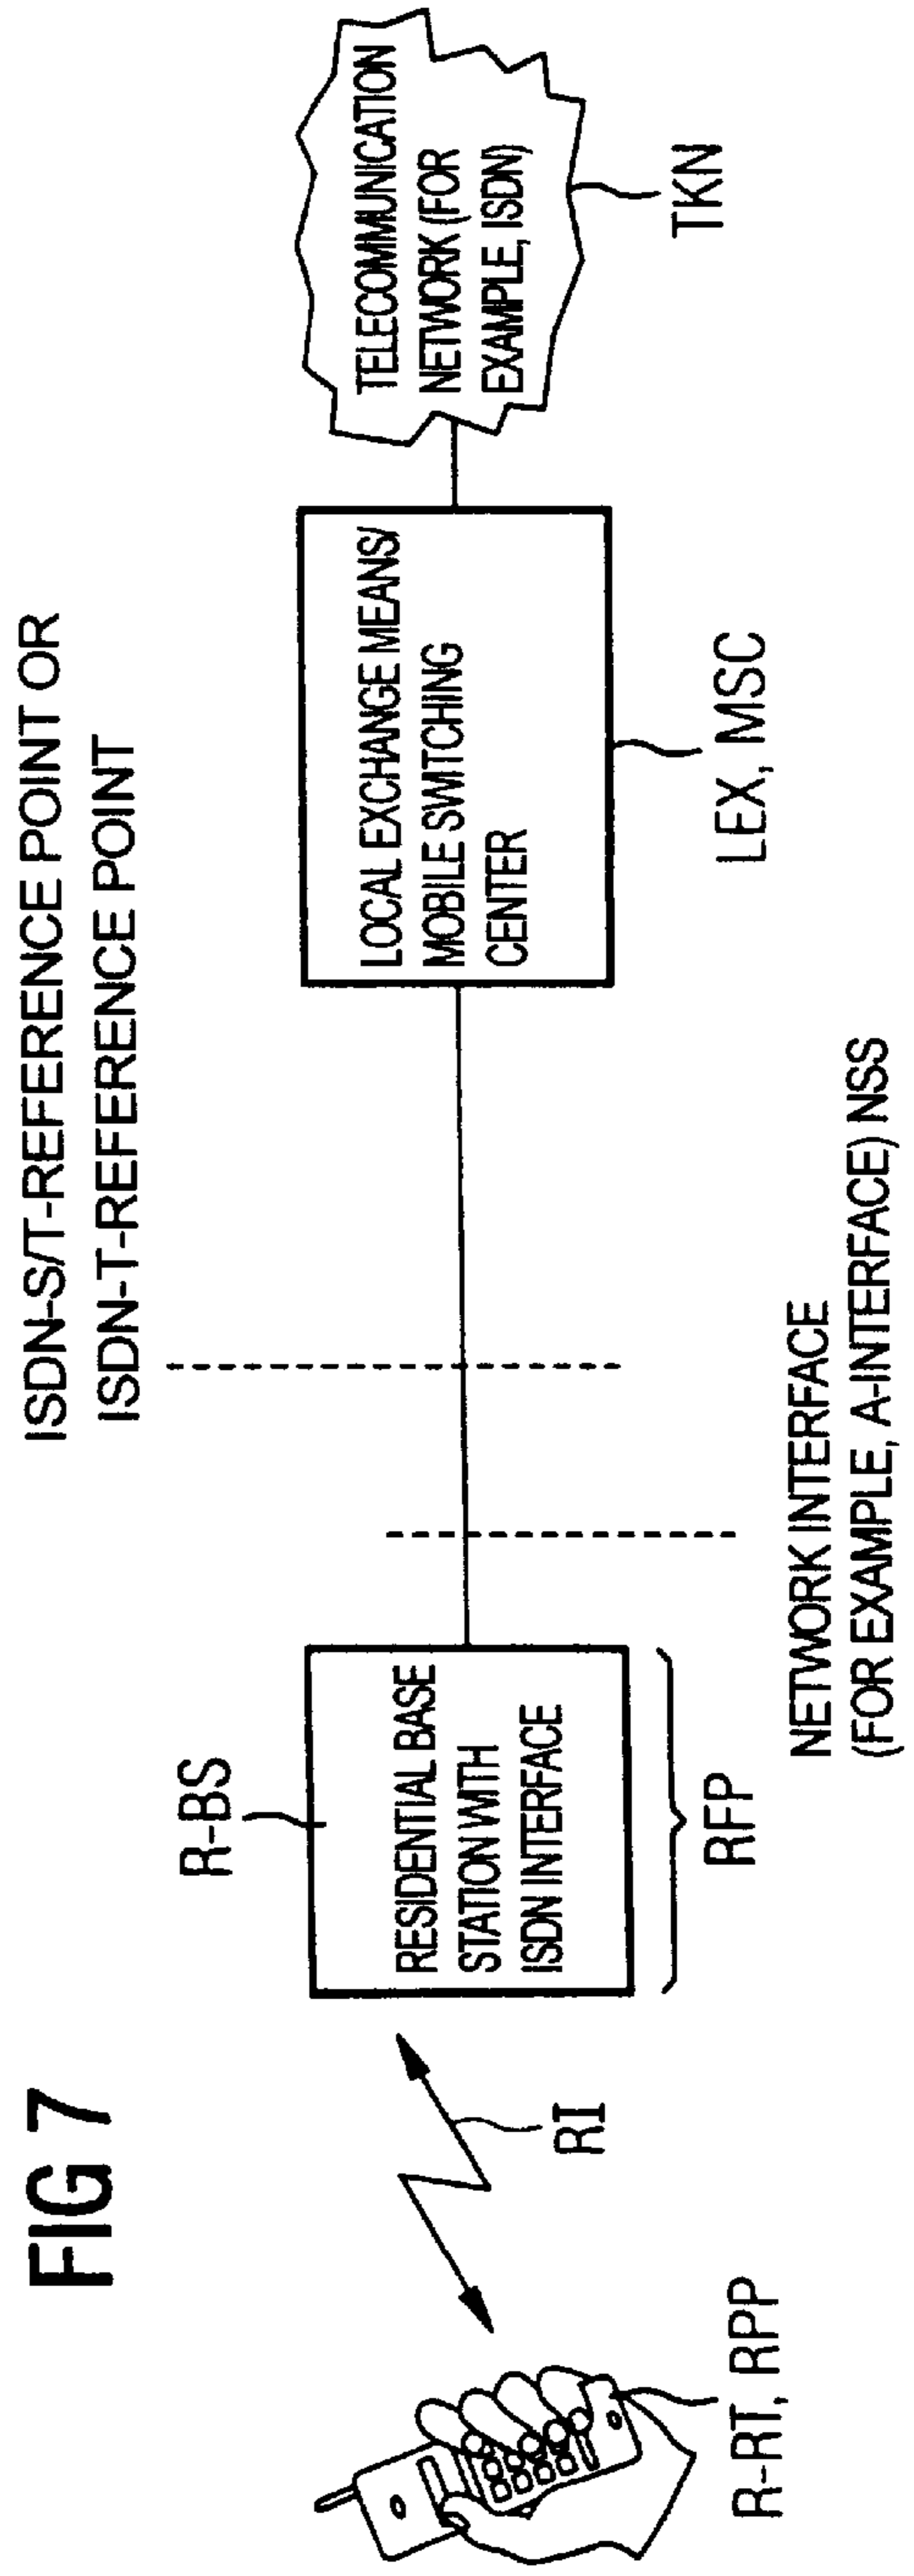 FIG 7
ISDN-S/T-REFERENCE POINT OR
ISDN-T-REFERENCE POINT
R-BS
RESIDENTIAL BASE
STATION WITH
ISDN INTERFACE
RFP
RI
R-RT, RPP
NETWORK INTERFACE
(FOR EXAMPLE, A-INTERFACE) NSS
LOCAL EXCHANGE MEANS/
MOBILE SWITCHING
CENTER
LEX, MSC
TELECOMMUNICATION
NETWORK (FOR
EXAMPLE, ISDN)
TKN